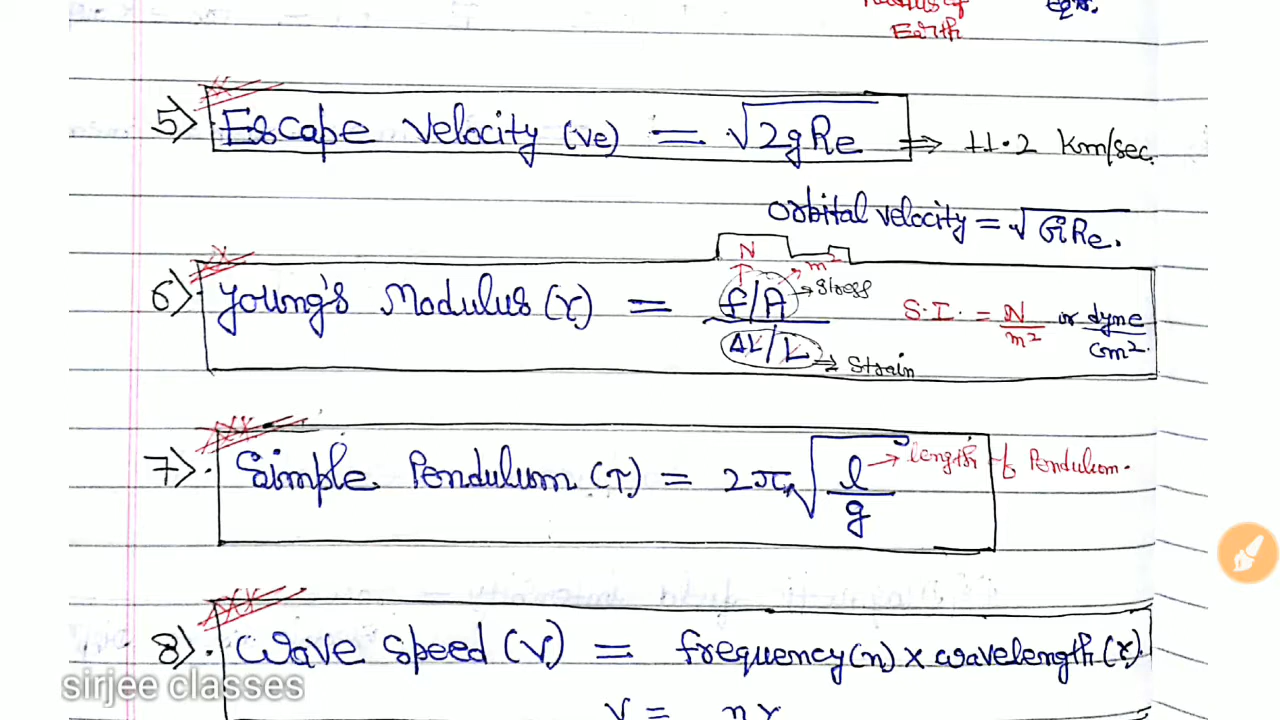 Radius of
Earth
5) Escape Velocity (ve) = √2gRe ⇒ 11.2 Km/sec.
orbital velocity = √GRe.
N m²
6) Young's Modulus (Y) = f/A → stress S.I. = N/m² or dyne/cm².
ΔL/L → strain
7) Simple Pendulum (T) = 2π√l/g → length of Pendulum.
8) Wave Speed (V) = frequency (n) x wavelength (λ).
sirjee classes
V = nλ